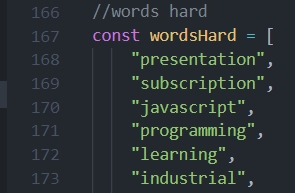 166 //words hard
167 const wordsHard = [
168 "presentation",
169 "subscription",
170 "javascript",
171 "programming",
172 "learning",
173 "industrial",